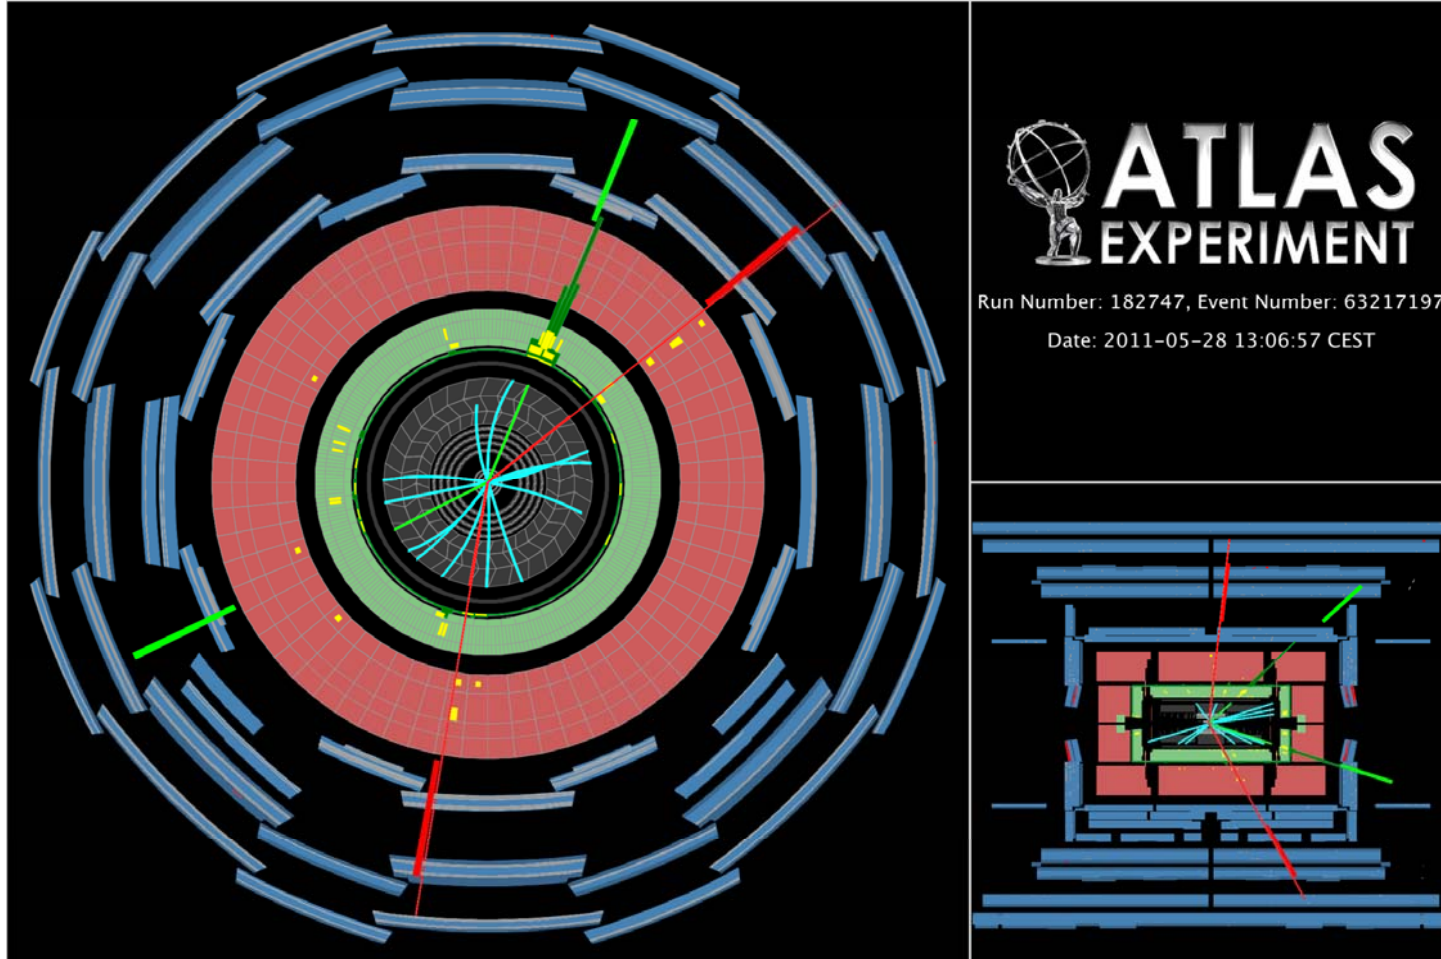 ATLAS
EXPERIMENT
Run Number: 182747, Event Number: 63217197
Date: 2011-05-28 13:06:57 CEST